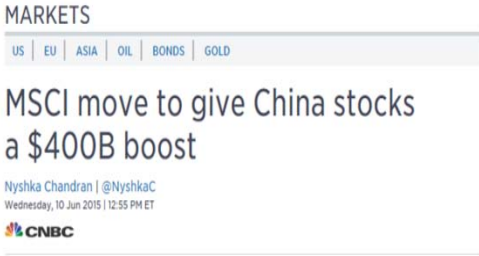 MARKETS
US | EU | ASIA | OIL | BONDS | GOLD
MSCI move to give China stocks
a $400B boost
Nyshka Chandran | @NyshkaC
Wednesday, 10 Jun 2015 | 12:55 PM ET
CNBC